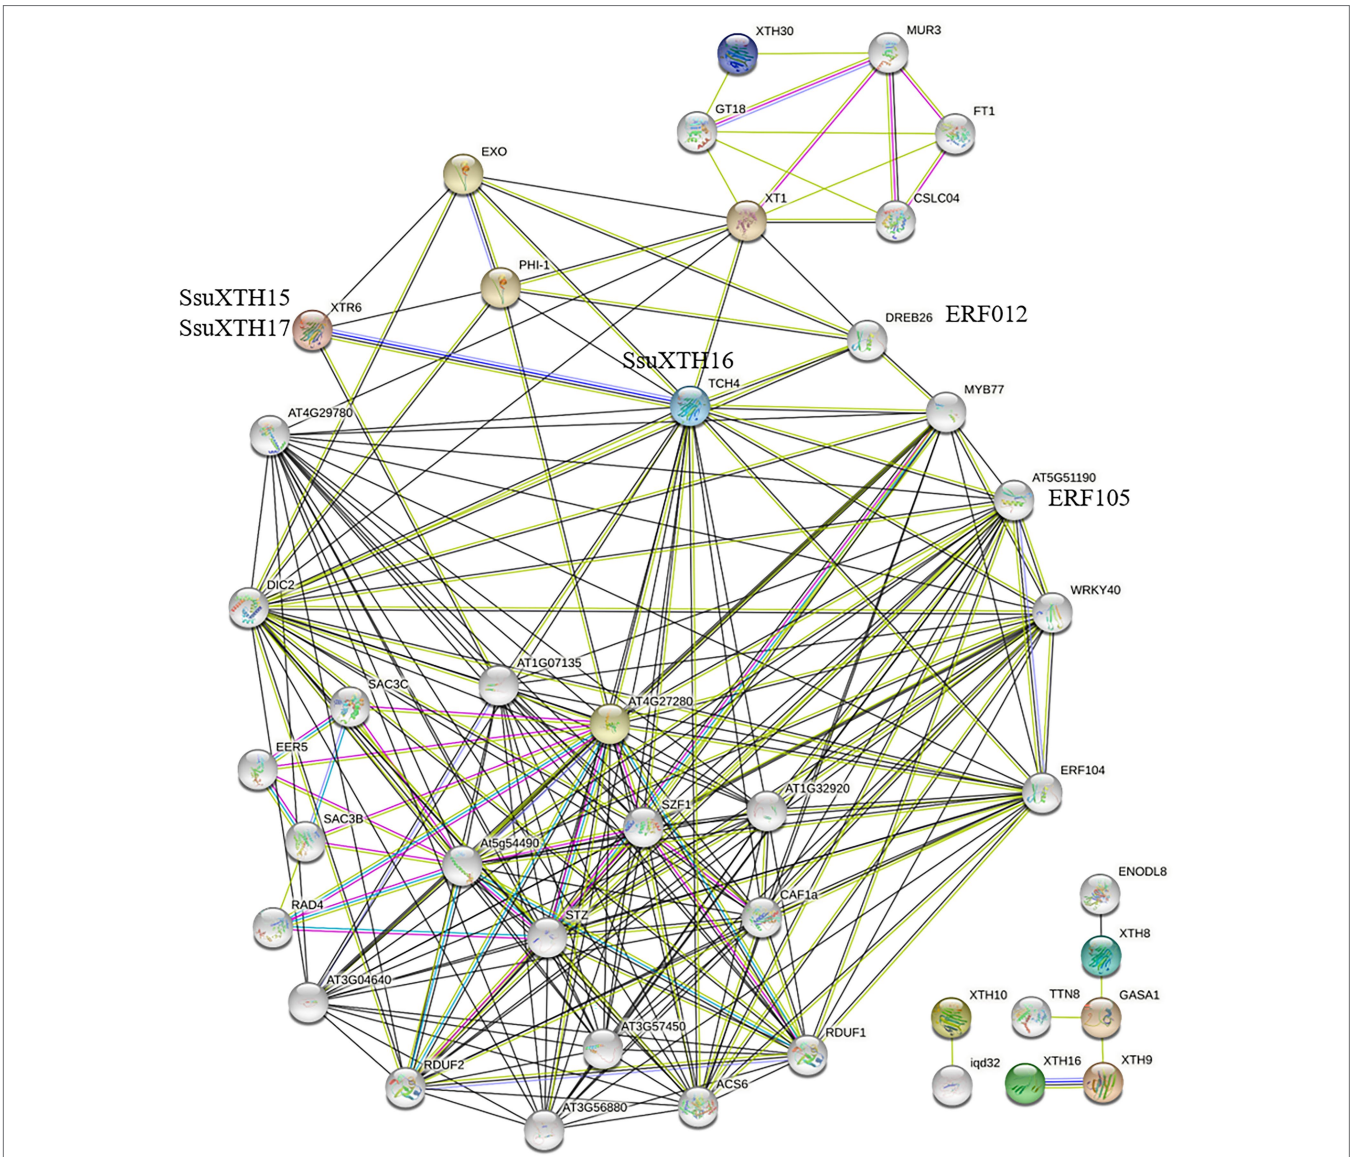 XTH30
MUR3
GT18
FT1
EXO
XT1
CSLC04
PHI-1
SsuXTH15
XTR6
SsuXTH17
DREB26
ERF012
SsuXTH16
TCH4
MYB77
AT4G29780
AT5G51190
ERF105
DIC2
WRKY40
AT1G07135
SAC3C
AT4G27280
EER5
ERF104
AT1G32920
SZF1
SAC3B
At5g54490
ENODL8
CAF1a
RAD4
STZ
XTH8
AT3G04640
XTH10
TTN8
GASA1
AT3G57450
RDUF1
RDUF2
iqd32
XTH16
XTH9
ACS6
AT3G56880